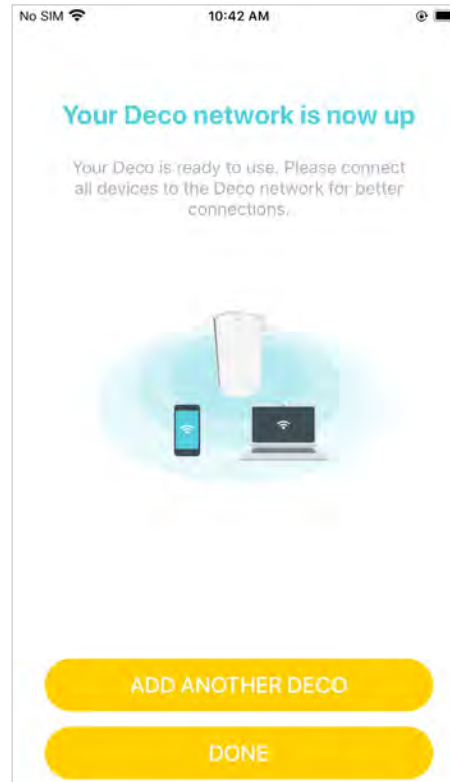 No SIM 10:42 AM
Your Deco network is now up
Your Deco is ready to use. Please connect
all devices to the Deco network for better
connections.
ADD ANOTHER DECO
DONE